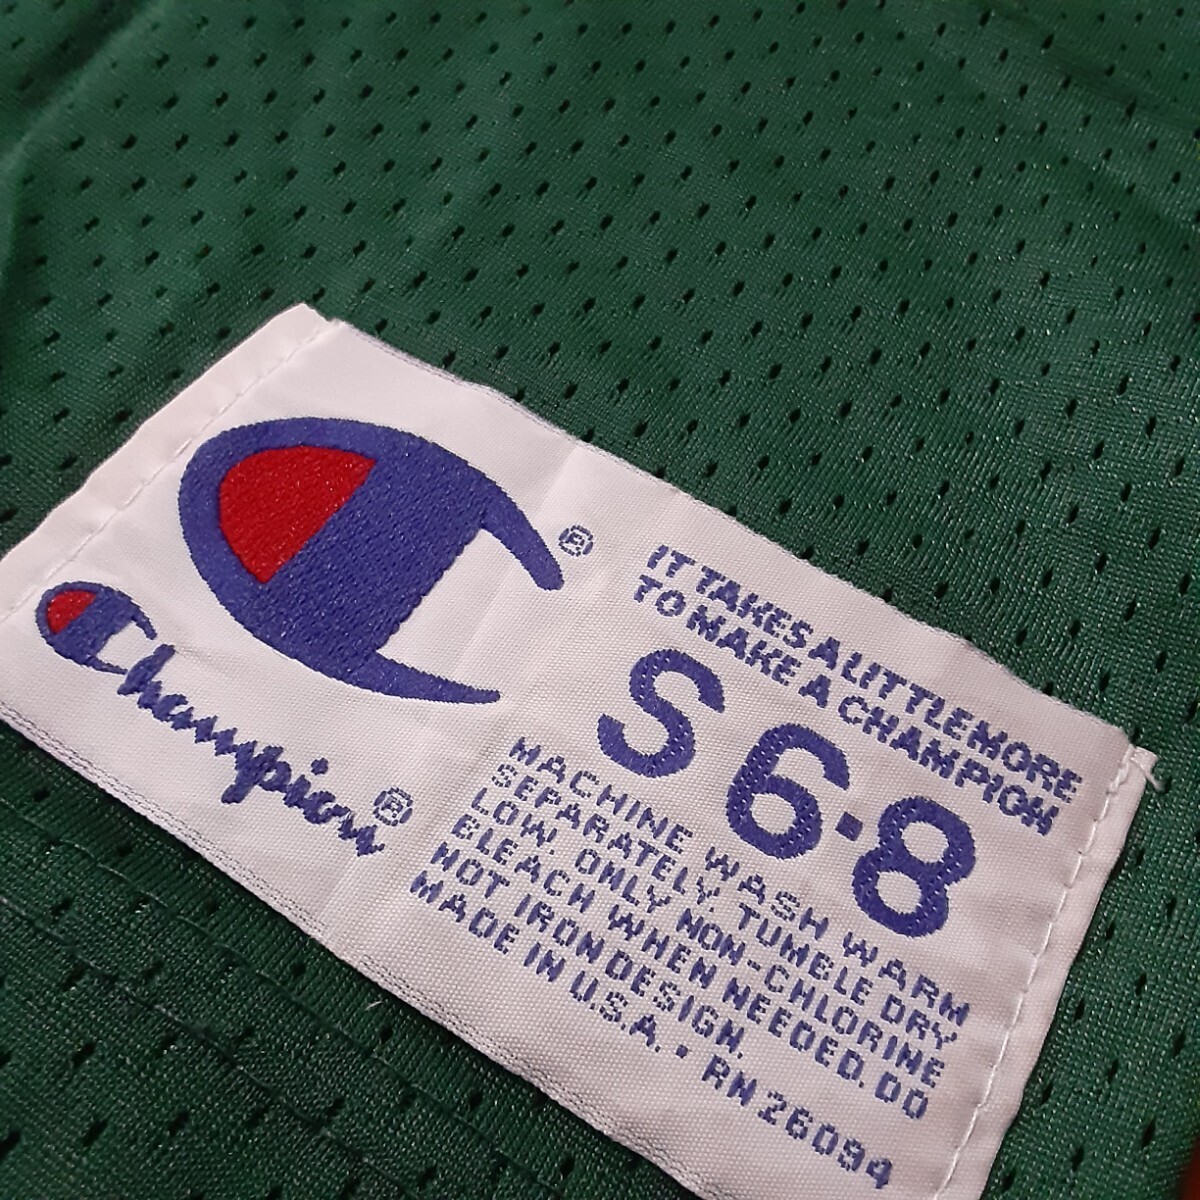 Champion®
®
IT TAKES A LITTLE MORE
TO MAKE A CHAMPION
S 6·8
MACHINE WASH WARM
SEPARATELY TUMBLE DRY
LOW. ONLY NON-CHLORINE
BLEACH WHEN NEEDED. DO
NOT IRON DESIGN.
MADE IN U.S.A. · RN 26094